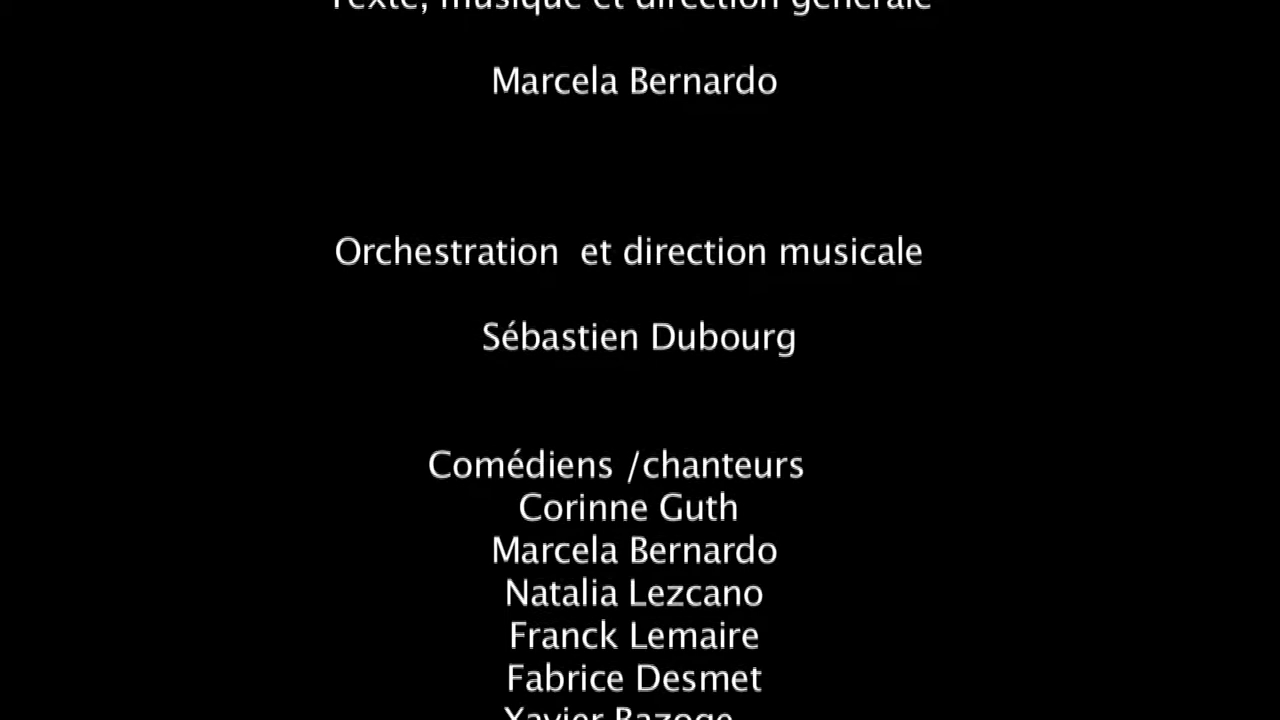 Texte, musique et direction générale
Marcela Bernardo
Orchestration et direction musicale
Sébastien Dubourg
Comédiens /chanteurs
Corinne Guth
Marcela Bernardo
Natalia Lezcano
Franck Lemaire
Fabrice Desmet
Xavier Bazoge